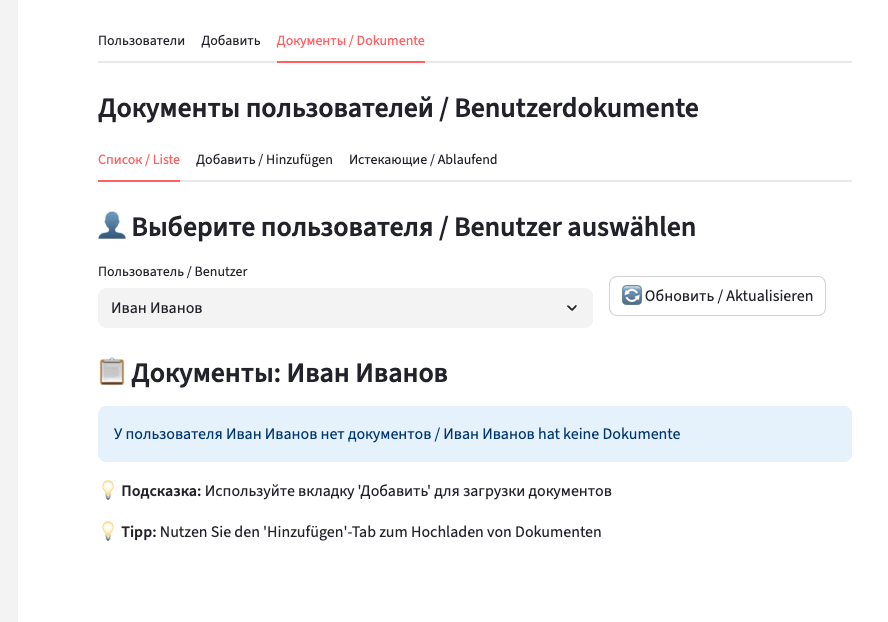 Пользователи Добавить Документы / Dokumente
Документы пользователей / Benutzerdokumente
Список / Liste Добавить / Hinzufügen Истекающие / Ablaufend
👤 Выберите пользователя / Benutzer auswählen
Пользователь / Benutzer
Иван Иванов
🔄 Обновить / Aktualisieren
📋 Документы: Иван Иванов
У пользователя Иван Иванов нет документов / Иван Иванов hat keine Dokumente
💡 Подсказка: Используйте вкладку 'Добавить' для загрузки документов
💡 Tipp: Nutzen Sie den 'Hinzufügen'-Tab zum Hochladen von Dokumenten